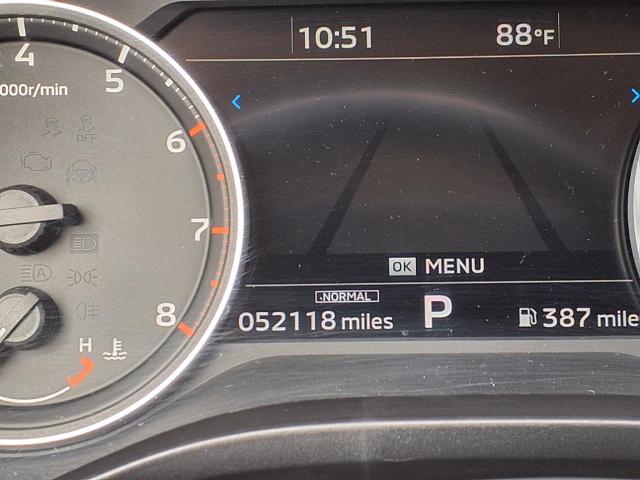 10:51 88°F
4
5
000r/min
6
OFF
7
A
OK MENU
NORMAL
8
052118 miles P 387 mile
H